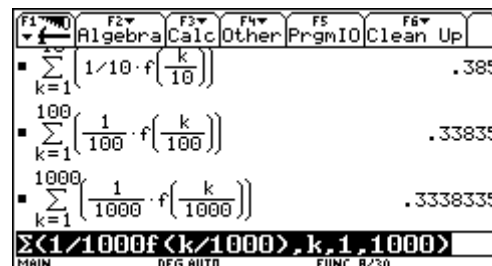 F1 F2 F3 F4 F5 F6
Algebra Calc Other PrgmIO Clean Up
10
∑ (1/10·f(k/10)) .385
k=1
100
∑ (1/100·f(k/100)) .33835
k=1
1000
∑ (1/1000·f(k/1000)) .3338335
k=1
Σ(1/1000f(k/1000),k,1,1000)
MAIN DEG AUTO FUNC 8/30